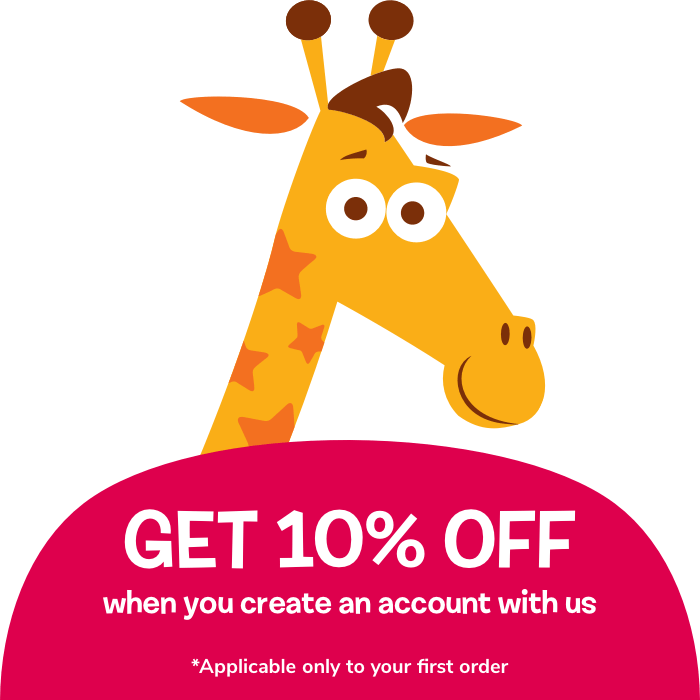 GET 10% OFF
when you create an account with us
*Applicable only to your first order